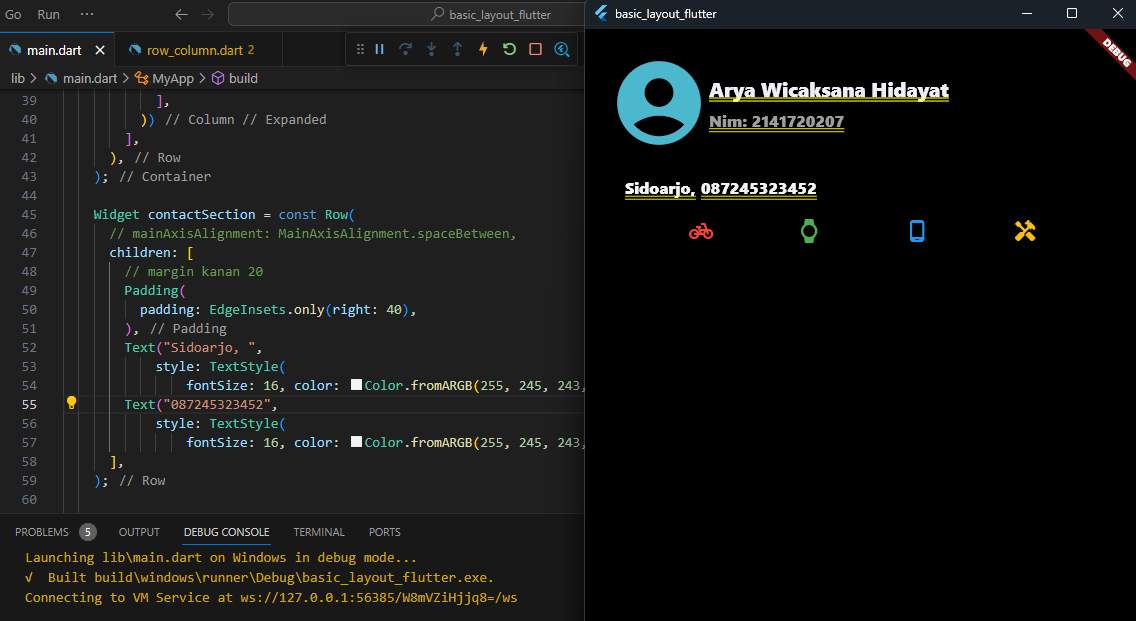 Go Run ··· basic_layout_flutter
main.dart row_column.dart 2
lib > main.dart > MyApp > build
39 ],
40 )) // Column // Expanded
41 ],
42 ), // Row
43 ); // Container
44
45 Widget contactSection = const Row(
46 // mainAxisAlignment: MainAxisAlignment.spaceBetween,
47 children: [
48 // margin kanan 20
49 Padding(
50 padding: EdgeInsets.only(right: 40),
51 ), // Padding
52 Text("Sidoarjo, ",
53 style: TextStyle(
54 fontSize: 16, color: Color.fromARGB(255, 245, 243,
55 Text("087245323452",
56 style: TextStyle(
57 fontSize: 16, color: Color.fromARGB(255, 245, 243,
58 ],
59 ); // Row
60
PROBLEMS 5 OUTPUT DEBUG CONSOLE TERMINAL PORTS
Launching lib\main.dart on Windows in debug mode...
√ Built build\windows\runner\Debug\basic_layout_flutter.exe.
Connecting to VM Service at ws://127.0.0.1:56385/W8mVZiHjjq8=/ws
basic_layout_flutter
DEBUG
Arya Wicaksana Hidayat
Nim: 2141720207
Sidoarjo, 087245323452